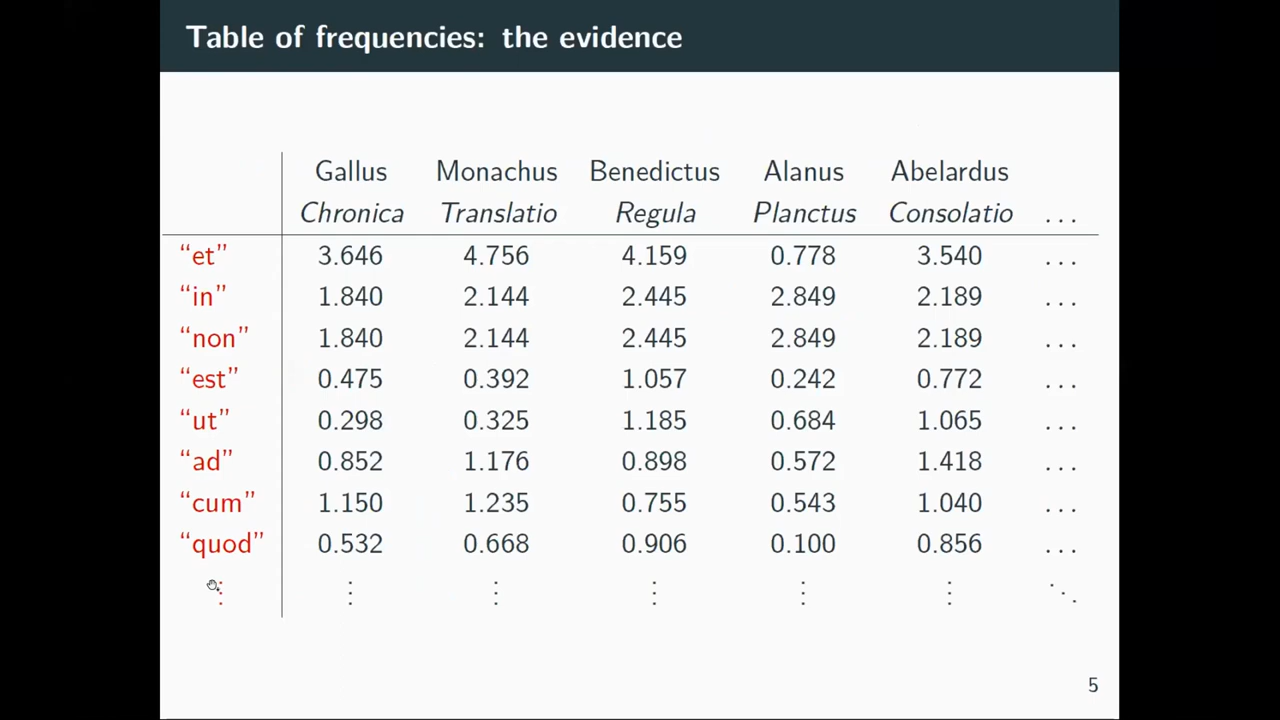 Table of frequencies: the evidence
Gallus Monachus Benedictus Alanus Abelardus
Chronica Translatio Regula Planctus Consolatio ...
“et” 3.646 4.756 4.159 0.778 3.540 ...
“in” 1.840 2.144 2.445 2.849 2.189 ...
“non” 1.840 2.144 2.445 2.849 2.189 ...
“est” 0.475 0.392 1.057 0.242 0.772 ...
“ut” 0.298 0.325 1.185 0.684 1.065 ...
“ad” 0.852 1.176 0.898 0.572 1.418 ...
“cum” 1.150 1.235 0.755 0.543 1.040 ...
“quod” 0.532 0.668 0.906 0.100 0.856 ...
⋮ ⋮ ⋮ ⋮ ⋮ ⋮ ⋱
5